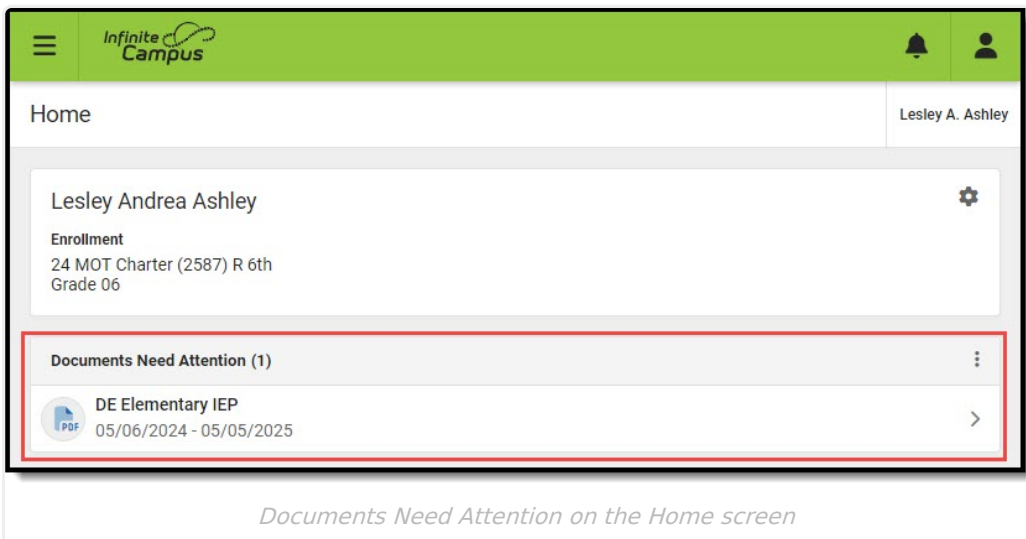 Infinite
Campus
Home
Lesley A. Ashley
Lesley Andrea Ashley
Enrollment
24 MOT Charter (2587) R 6th
Grade 06
Documents Need Attention (1)
PDF
DE Elementary IEP
05/06/2024 - 05/05/2025
Documents Need Attention on the Home screen